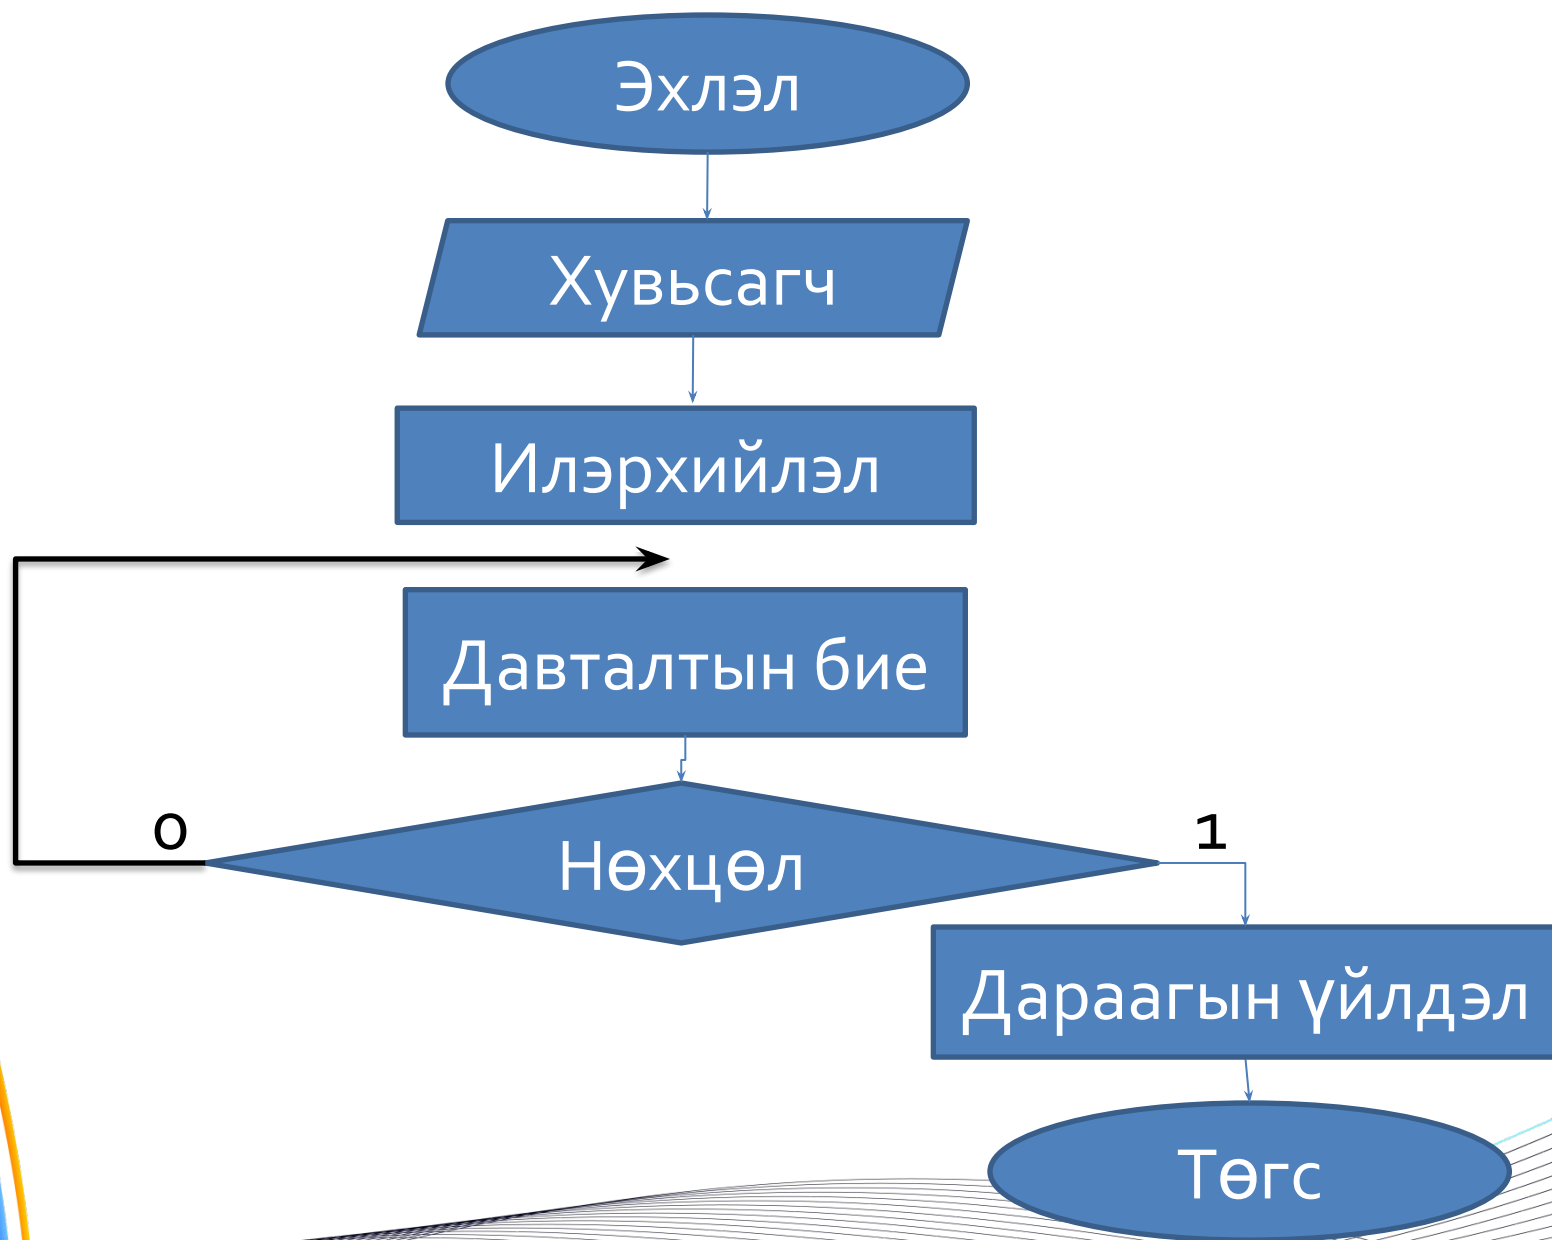 Эхлэл
Хувьсагч
Илэрхийлэл
Давталтын бие
0
1
Нөхцөл
Дараагын үйлдэл
Төгс